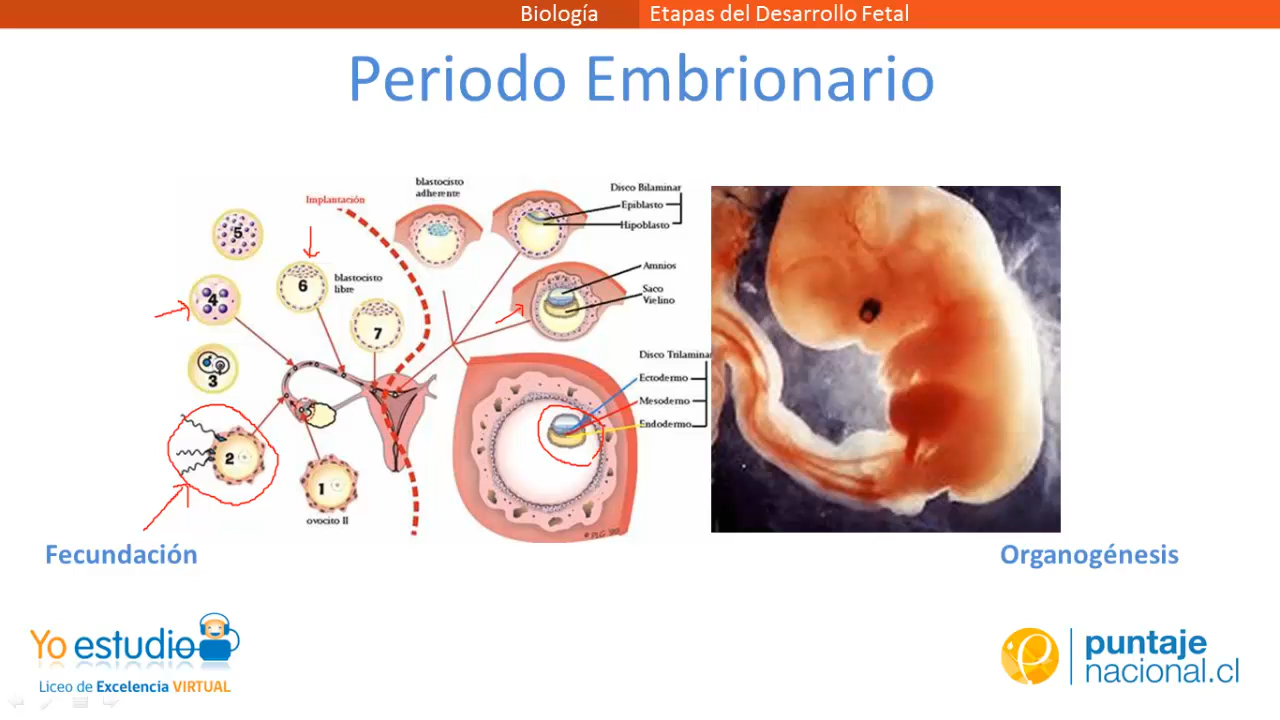 Biología
Etapas del Desarrollo Fetal
Periodo Embrionario
Implantación
blastocisto
adherente
Disco Bilaminar
Epiblasto
Hipoblasto
5
4
6
blastocisto
libre
7
3
2
1
ovocito II
Amnios
Saco
Vielino
Disco Trilaminar
Ectodermo
Mesodermo
Endodermo
Fecundación
Organogénesis
Yo estudio
Liceo de Excelencia VIRTUAL
puntaje
nacional.cl